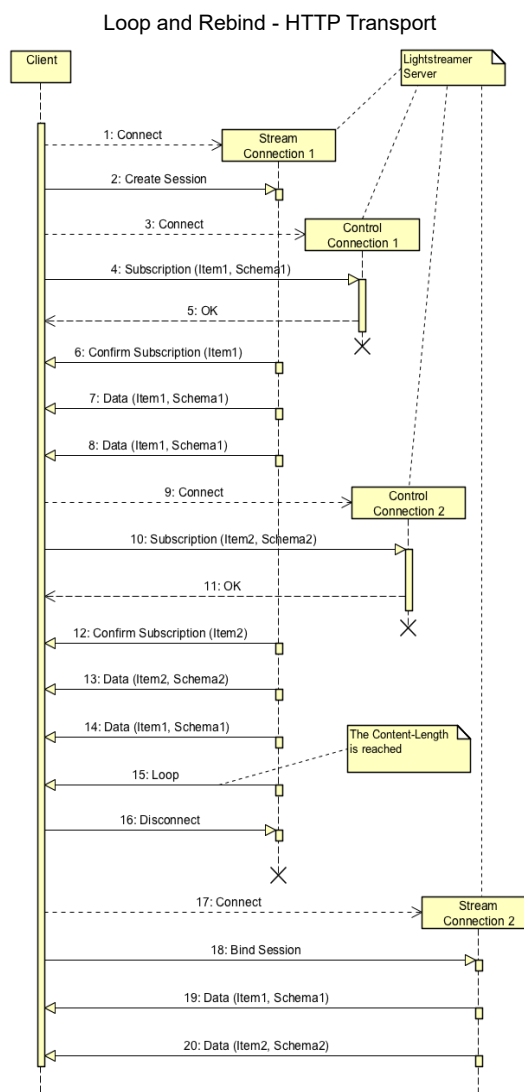 Loop and Rebind - HTTP Transport
Client
Lightstreamer
Server
1: Connect
Stream
Connection 1
2: Create Session
3: Connect
Control
Connection 1
4: Subscription (Item1, Schema1)
5: OK
6: Confirm Subscription (Item1)
7: Data (Item1, Schema1)
8: Data (Item1, Schema1)
9: Connect
Control
Connection 2
10: Subscription (Item2, Schema2)
11: OK
12: Confirm Subscription (Item2)
13: Data (Item2, Schema2)
14: Data (Item1, Schema1)
The Content-Length
is reached
15: Loop
16: Disconnect
17: Connect
Stream
Connection 2
18: Bind Session
19: Data (Item1, Schema1)
20: Data (Item2, Schema2)